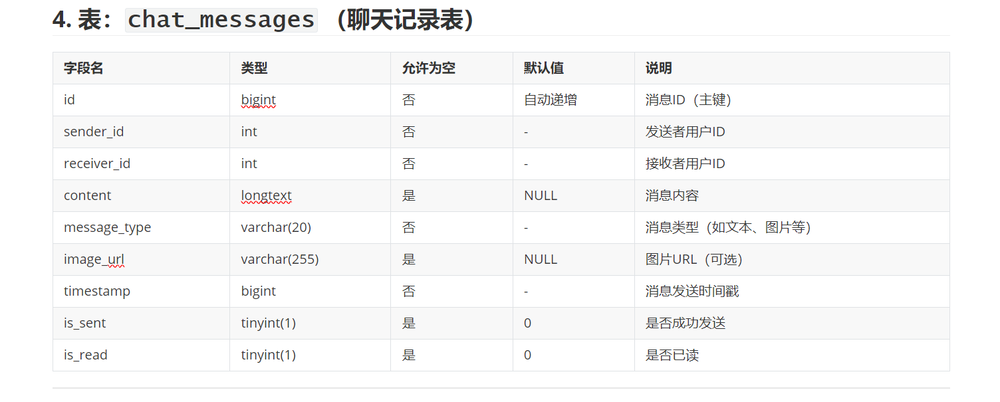 4. 表： chat_messages （聊天记录表）
字段名 类型 允许为空 默认值 说明
id bigint 否 自动递增 消息ID（主键）
sender_id int 否 - 发送者用户ID
receiver_id int 否 - 接收者用户ID
content longtext 是 NULL 消息内容
message_type varchar(20) 否 - 消息类型（如文本、图片等）
image_url varchar(255) 是 NULL 图片URL（可选）
timestamp bigint 否 - 消息发送时间戳
is_sent tinyint(1) 是 0 是否成功发送
is_read tinyint(1) 是 0 是否已读